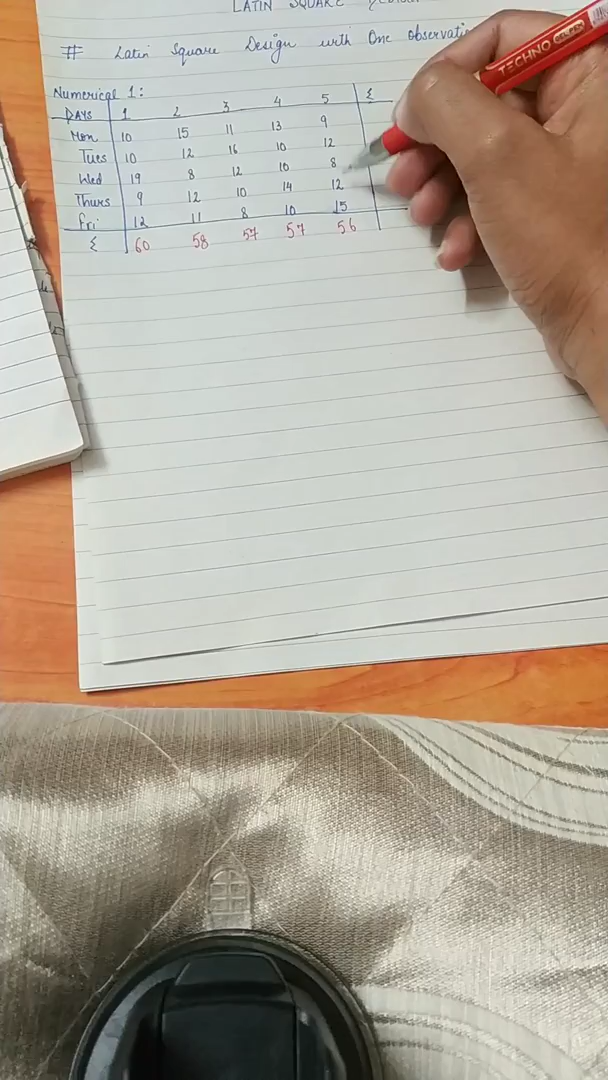 LATIN SQUARE
# Latin Square Design with One Observati
Numerical 1:
DAYS 1 2 3 4 5 Σ
Mon 10 15 11 13 9
Tues 10 12 16 10 12
Wed 19 8 12 10 8
Thurs 9 12 10 14 12
Fri 12 11 8 10 15
Σ 60 58 57 57 56
TECHNO